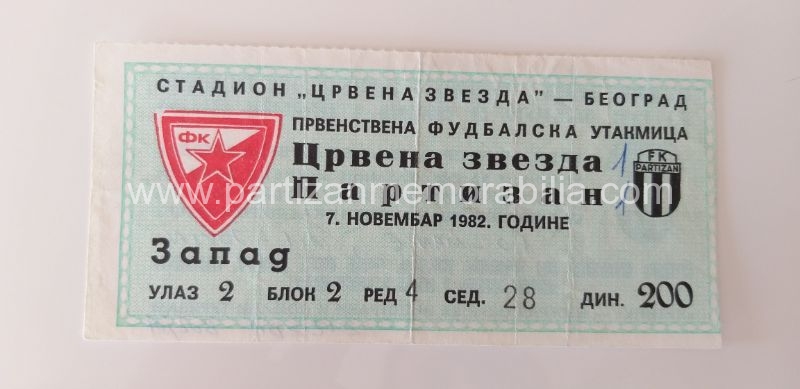 СТАДИОН „ЦРВЕНА ЗВЕЗДА" — БЕОГРАД
ПРВЕНСТВЕНА ФУДБАЛСКА УТАКМИЦА
ФК
Црвена звезда 1
Партизан 1
FK
PARTIZAN
www.partizanmemorabilia.com
7. НОВЕМБАР 1982. ГОДИНЕ
Запад
УЛАЗ 2 БЛОК 2 РЕД 4 СЕД. 28 ДИН. 200